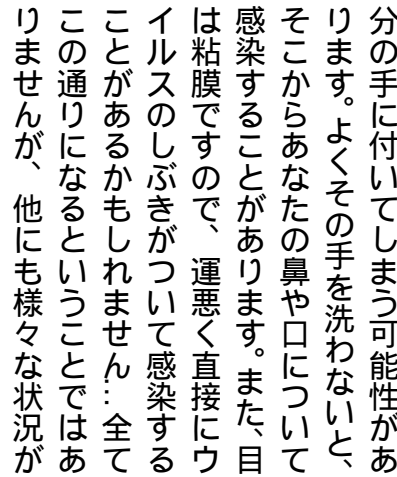 分の手に付いてしまう可能性があ
ります。よくその手を洗わないと、
そこからあなたの鼻や口について
感染することがあります。また、目
は粘膜ですので、運悪く直接にウ
イルスのしぶきがついて感染する
ことがあるかもしれません…全て
この通りになるということではあ
りませんが、他にも様々な状況が